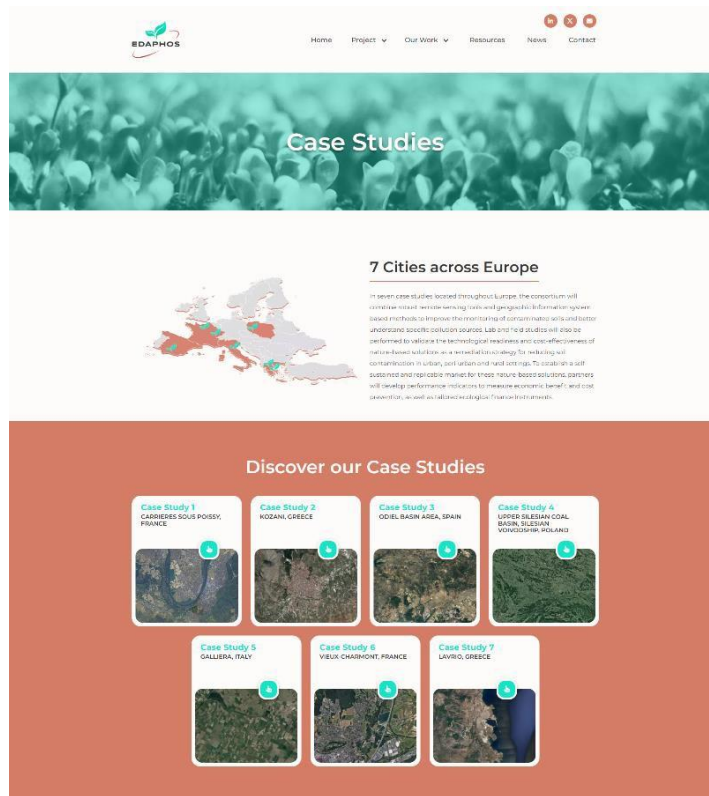 EDAPHOS
Home Project Our Work Resources News Contact
Case Studies
7 Cities across Europe
In seven case studies located throughout Europe, the consortium will
combine robust remote sensing tools and geographic information system
based methods to improve the monitoring of contaminated soils and better
understand specific pollution sources. Lab and field studies will also be
performed to validate the technological readiness and cost-effectiveness of
nature-based solutions as a remediation strategy for reducing soil
contamination in urban, peri-urban and rural settings. To establish a self-
sustained and replicable market for these nature-based solutions, partners
will develop performance indicators to measure economic benefit and cost
prevention, as well as tailored ecological finance instruments.
Discover our Case Studies
Case Study 1
CARRIERES SOUS POISSY,
FRANCE
Case Study 2
KOZANI, GREECE
Case Study 3
ODIEL BASIN AREA, SPAIN
Case Study 4
UPPER SILESIAN COAL
BASIN, SILESIAN
VOIVODSHIP, POLAND
Case Study 5
GALLIERA, ITALY
Case Study 6
VIEUX-CHARMONT, FRANCE
Case Study 7
LAVRIO, GREECE